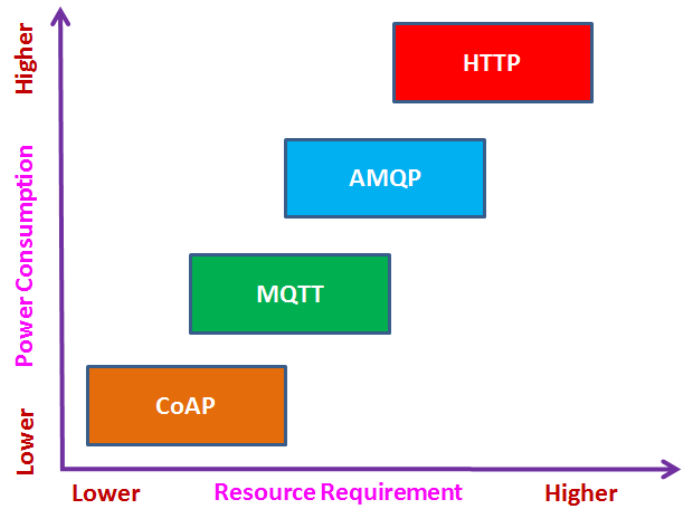 Higher
HTTP
AMQP
Power Consumption
MQTT
CoAP
Lower
Lower Resource Requirement Higher